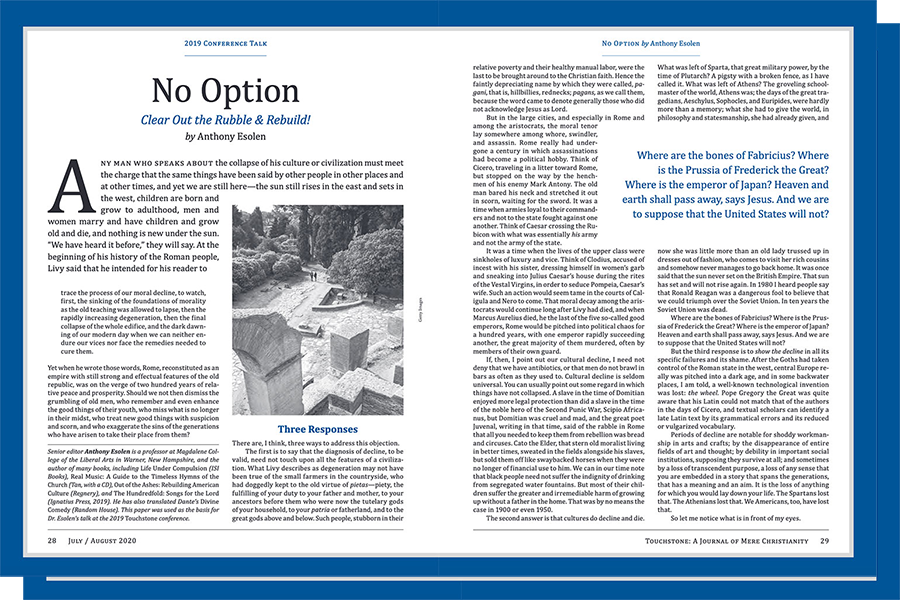 2019 Conference Talk
No Option
Clear Out the Rubble & Rebuild!
by Anthony Esolen
Any man who speaks about the collapse of his culture or civilization must meet
the charge that the same things have been said by other people in other places and
at other times, and yet we are still here—the sun still rises in the east and sets in
the west, children are born and
grow to adulthood, men and
women marry and have children and grow
old and die, and nothing is new under the sun.
“We have heard it before,” they will say. At the
beginning of his history of the Roman people,
Livy said that he intended for his reader to
trace the process of our moral decline, to watch,
first, the sinking of the foundations of morality
as the old teaching was allowed to lapse, then the
rapidly increasing degeneration, then the final
collapse of the whole edifice, and the dark dawn-
ing of our modern day when we can neither en-
dure our vices nor face the remedies needed to
cure them.
Yet when he wrote those words, Rome, reconstituted as an
empire with still strong and effectual features of the old
republic, was on the verge of two hundred years of rela-
tive peace and prosperity. Should we not then dismiss the
grumbling of old men, who remember and even enhance
the good things of their youth, who miss what is no longer
in their midst, who treat new good things with suspicion
and scorn, and who exaggerate the sins of the generations
who have arisen to take their place from them?
Senior editor Anthony Esolen is a professor at Magdalene Col-
lege of the Liberal Arts in Warner, New Hampshire, and the
author of many books, including Life Under Compulsion (ISI
Books), Real Music: A Guide to the Timeless Hymns of the
Church (Tan, with a CD), Out of the Ashes: Rebuilding American
Culture (Regnery), and The Hundredfold: Songs for the Lord
(Ignatius Press, 2019). He has also translated Dante’s Divine
Comedy (Random House). This paper was used as the basis for
Dr. Esolen’s talk at the 2019 Touchstone conference.
Getty Images
Three Responses
There are, I think, three ways to address this objection.
The first is to say that the diagnosis of decline, to be
valid, need not touch upon all the features of a civiliza-
tion. What Livy describes as degeneration may not have
been true of the small farmers in the countryside, who
had doggedly kept to the old virtue of pietas—piety, the
fulfilling of your duty to your father and mother, to your
ancestors before them who were now the tutelary gods
of your household, to your patria or fatherland, and to the
great gods above and below. Such people, stubborn in their
28 July / August 2020
No Option by Anthony Esolen
relative poverty and their healthy manual labor, were the
last to be brought around to the Christian faith. Hence the
faintly depreciating name by which they were called, pa-
gani, that is, hillbillies, rednecks; pagans, as we call them,
because the word came to denote generally those who did
not acknowledge Jesus as Lord.
But in the large cities, and especially in Rome and
among the aristocrats, the moral tenor
lay somewhere among whore, swindler,
and assassin. Rome really had under-
gone a century in which assassinations
had become a political hobby. Think of
Cicero, traveling in a litter toward Rome,
but stopped on the way by the hench-
men of his enemy Mark Antony. The old
man bared his neck and stretched it out
in scorn, waiting for the sword. It was a
time when armies loyal to their command-
ers and not to the state fought against one
another. Think of Caesar crossing the Ru-
bicon with what was essentially his army
and not the army of the state.
It was a time when the lives of the upper class were
sinkholes of luxury and vice. Think of Clodius, accused of
incest with his sister, dressing himself in women’s garb
and sneaking into Julius Caesar’s house during the rites
of the Vestal Virgins, in order to seduce Pompeia, Caesar’s
wife. Such an action would seem tame in the courts of Cal-
igula and Nero to come. That moral decay among the aris-
tocrats would continue long after Livy had died, and when
Marcus Aurelius died, he the last of the five so-called good
emperors, Rome would be pitched into political chaos for
a hundred years, with one emperor rapidly succeeding
another, the great majority of them murdered, often by
members of their own guard.
If, then, I point out our cultural decline, I need not
deny that we have antibiotics, or that men do not brawl in
bars as often as they used to. Cultural decline is seldom
universal. You can usually point out some regard in which
things have not collapsed. A slave in the time of Domitian
enjoyed more legal protection than did a slave in the time
of the noble hero of the Second Punic War, Scipio Africa-
nus, but Domitian was cruel and mad, and the great poet
Juvenal, writing in that time, said of the rabble in Rome
that all you needed to keep them from rebellion was bread
and circuses. Cato the Elder, that stern old moralist living
in better times, sweated in the fields alongside his slaves,
but sold them off like swaybacked horses when they were
no longer of financial use to him. We can in our time note
that black people need not suffer the indignity of drinking
from segregated water fountains. But most of their chil-
dren suffer the greater and irremediable harm of growing
up without a father in the home. That was by no means the
case in 1900 or even 1950.
The second answer is that cultures do decline and die.
What was left of Sparta, that great military power, by the
time of Plutarch? A pigsty with a broken fence, as I have
called it. What was left of Athens? The groveling school-
master of the world, Athens was; the days of the great tra-
gedians, Aeschylus, Sophocles, and Euripides, were hardly
more than a memory; what she had to give the world, in
philosophy and statesmanship, she had already given, and
Where are the bones of Fabricius? Where
is the Prussia of Frederick the Great?
Where is the emperor of Japan? Heaven and
earth shall pass away, says Jesus. And we are
to suppose that the United States will not?
now she was little more than an old lady trussed up in
dresses out of fashion, who comes to visit her rich cousins
and somehow never manages to go back home. It was once
said that the sun never set on the British Empire. That sun
has set and will not rise again. In 1980 I heard people say
that Ronald Reagan was a dangerous fool to believe that
we could triumph over the Soviet Union. In ten years the
Soviet Union was dead.
Where are the bones of Fabricius? Where is the Prus-
sia of Frederick the Great? Where is the emperor of Japan?
Heaven and earth shall pass away, says Jesus. And we are
to suppose that the United States will not?
But the third response is to show the decline in all its
specific failures and its shame. After the Goths had taken
control of the Roman state in the west, central Europe re-
ally was pitched into a dark age, and in some backwater
places, I am told, a well-known technological invention
was lost: the wheel. Pope Gregory the Great was quite
aware that his Latin could not match that of the authors
in the days of Cicero, and textual scholars can identify a
late Latin text by its grammatical errors and its reduced
or vulgarized vocabulary.
Periods of decline are notable for shoddy workman-
ship in arts and crafts; by the disappearance of entire
fields of art and thought; by debility in important social
institutions, supposing they survive at all; and sometimes
by a loss of transcendent purpose, a loss of any sense that
you are embedded in a story that spans the generations,
that has a meaning and an aim. It is the loss of anything
for which you would lay down your life. The Spartans lost
that. The Athenians lost that. We Americans, too, have lost
that.
So let me notice what is in front of my eyes.
Touchstone: A Journal of Mere Christianity 29